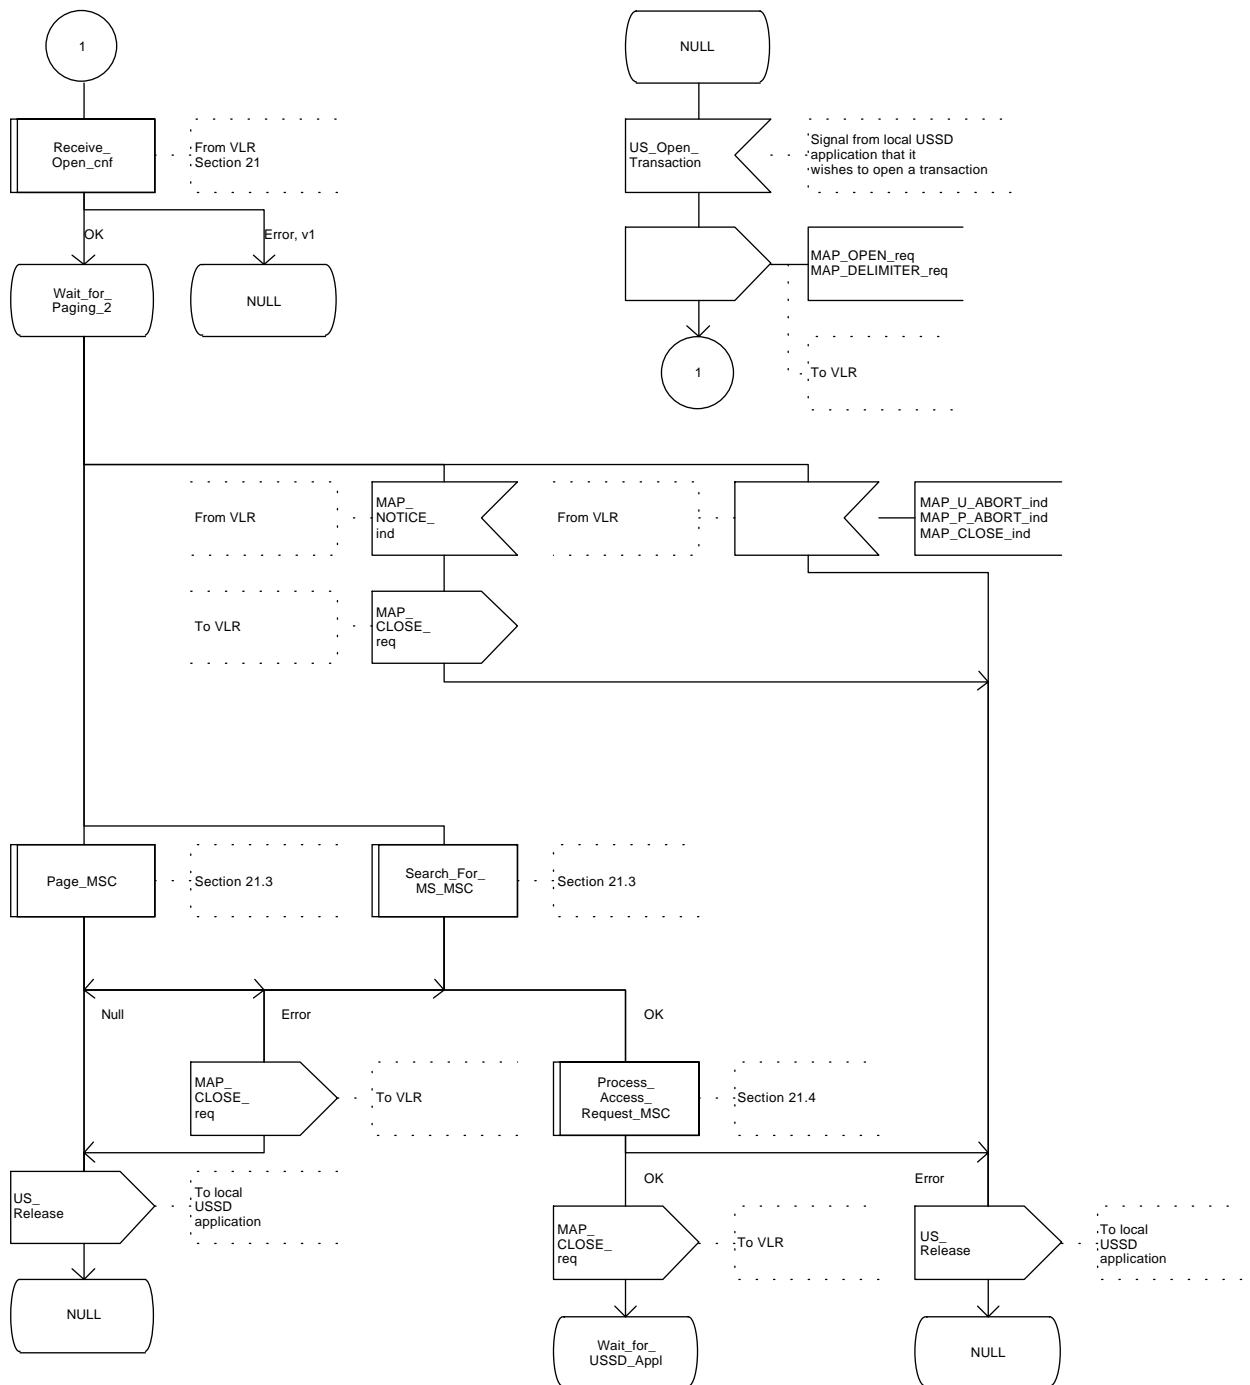 1
NULL
Receive_
Open_cnf
From VLR
Section 21
US_Open_
Transaction
Signal from local USSD
application that it
wishes to open a transaction
OK
Error, v1
MAP_OPEN_req
MAP_DELIMITER_req
Wait_for_
Paging_2
NULL
1
To VLR
From VLR
MAP_
NOTICE_
ind
From VLR
MAP_U_ABORT_ind
MAP_P_ABORT_ind
MAP_CLOSE_ind
To VLR
MAP_
CLOSE_
req
Page_MSC
Section 21.3
Search_For_
MS_MSC
Section 21.3
Null
Error
OK
MAP_
CLOSE_
req
To VLR
Process_
Access_
Request_MSC
Section 21.4
OK
Error
US_
Release
To local
USSD
application
MAP_
CLOSE_
req
To VLR
US_
Release
To local
USSD
application
NULL
Wait_for_
USSD_Appl
NULL